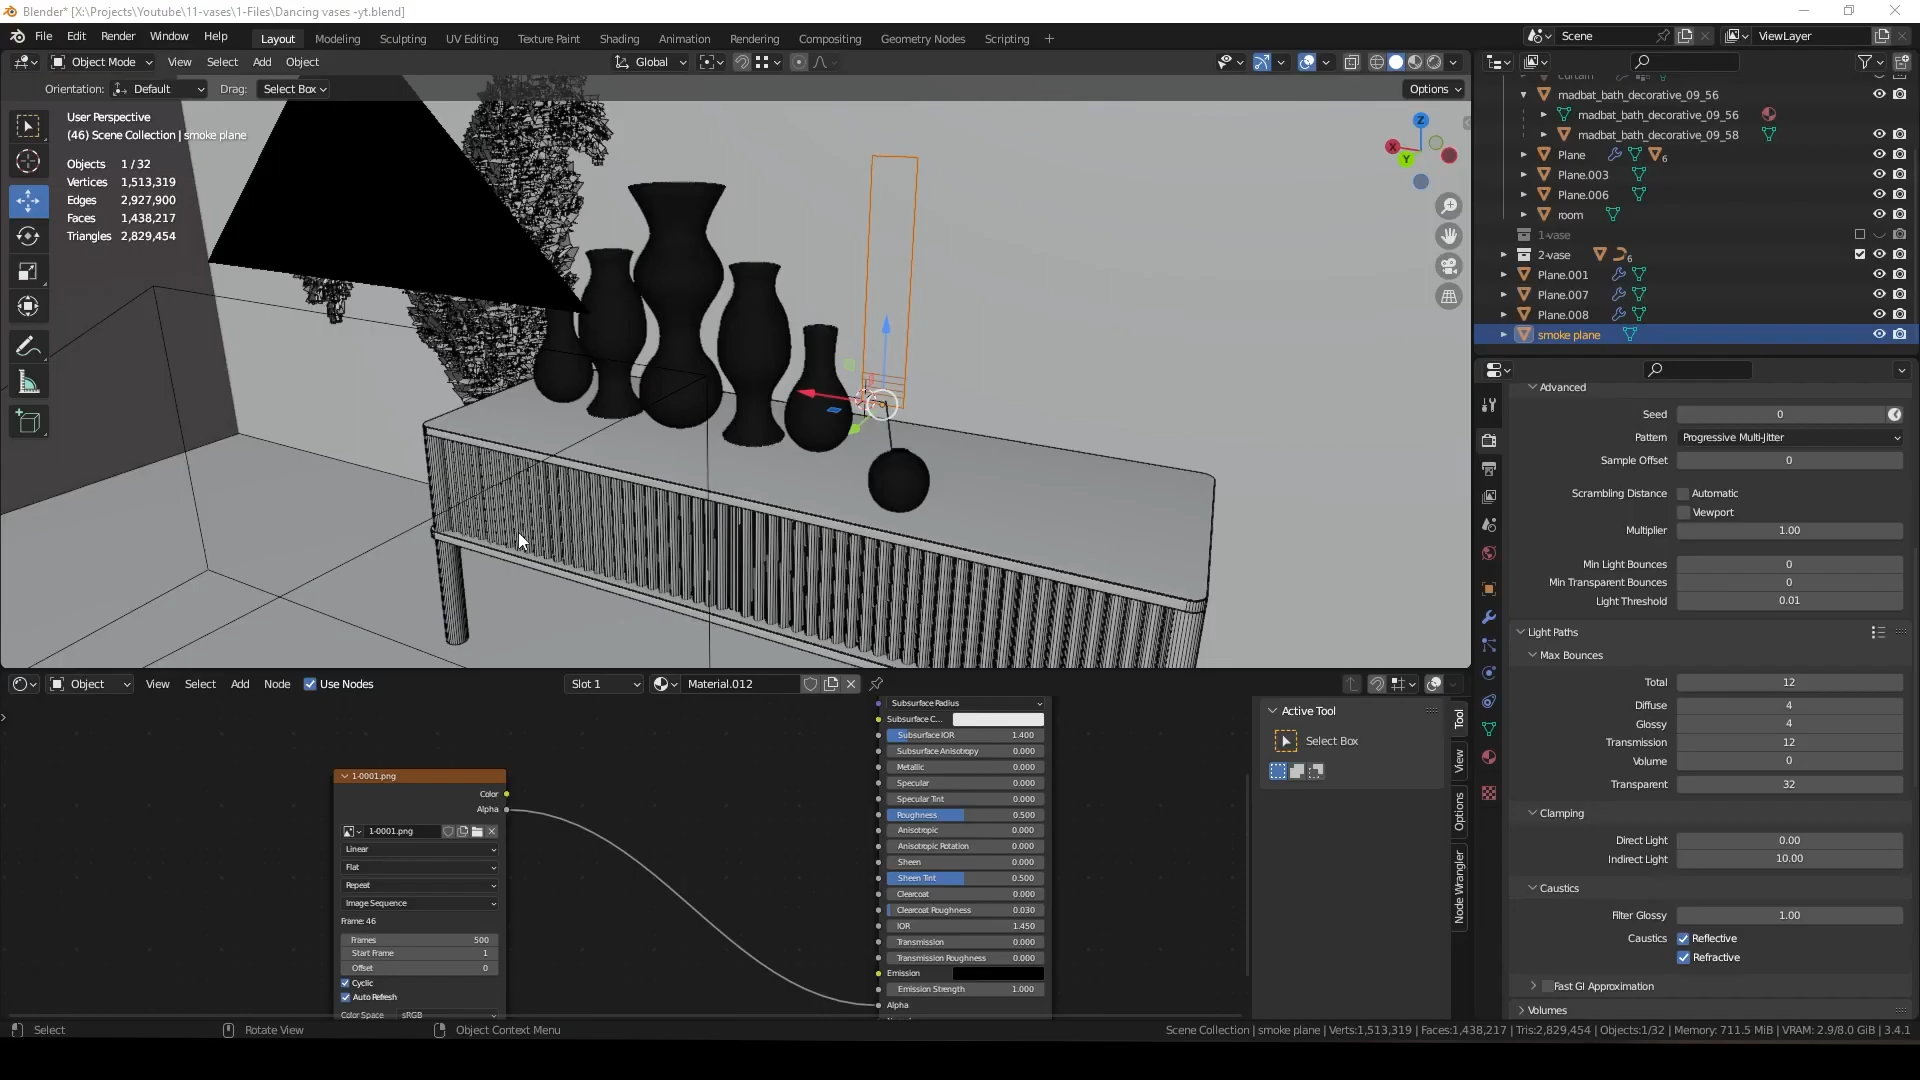 Blender* [X:\Projects\Youtube\11-vases\1-Files\Dancing vases -yt.blend]
File Edit Render Window Help Layout Modeling Sculpting UV Editing Texture Paint Shading Animation Rendering Compositing Geometry Nodes Scripting + Scene ViewLayer
Object Mode View Select Add Object Global
Orientation: Default Drag: Select Box Options
User Perspective
(46) Scene Collection | smoke plane
Objects 1 / 32
Vertices 1,513,319
Edges 2,927,900
Faces 1,438,217
Triangles 2,829,454
Z
X
Y
curtain
madbat_bath_decorative_09_56
madbat_bath_decorative_09_56
madbat_bath_decorative_09_58
Plane 6
Plane.003
Plane.006
room
1-vase
2-vase 6
Plane.001
Plane.007
Plane.008
smoke plane
Advanced
Seed 0
Pattern Progressive Multi-Jitter
Sample Offset 0
Scrambling Distance Automatic
Viewport
Multiplier 1.00
Min Light Bounces 0
Min Transparent Bounces 0
Light Threshold 0.01
Light Paths
Max Bounces
Total 12
Diffuse 4
Glossy 4
Transmission 12
Volume 0
Transparent 32
Clamping
Direct Light 0.00
Indirect Light 10.00
Caustics
Filter Glossy 1.00
Caustics Reflective
Refractive
Fast GI Approximation
Volumes
Object View Select Add Node Use Nodes Slot 1 Material.012
1-0001.png
Color
Alpha
1-0001.png
Linear
Flat
Repeat
Image Sequence
Frame: 46
Frames 500
Start Frame 1
Offset 0
Cyclic
Auto Refresh
Color Space sRGB
Subsurface Radius
Subsurface C...
Subsurface IOR 1.400
Subsurface Anisotropy 0.000
Metallic 0.000
Specular 0.000
Specular Tint 0.000
Roughness 0.500
Anisotropic 0.000
Anisotropic Rotation 0.000
Sheen 0.000
Sheen Tint 0.500
Clearcoat 0.000
Clearcoat Roughness 0.030
IOR 1.450
Transmission 0.000
Transmission Roughness 0.000
Emission
Emission Strength 1.000
Alpha
Active Tool
Select Box
Tool
View
Options
Node Wrangler
Select Rotate View Object Context Menu Scene Collection | smoke plane | Verts:1,513,319 | Faces:1,438,217 | Tris:2,829,454 | Objects:1/32 | Memory: 711.5 MiB | VRAM: 2.9/8.0 GiB | 3.4.1